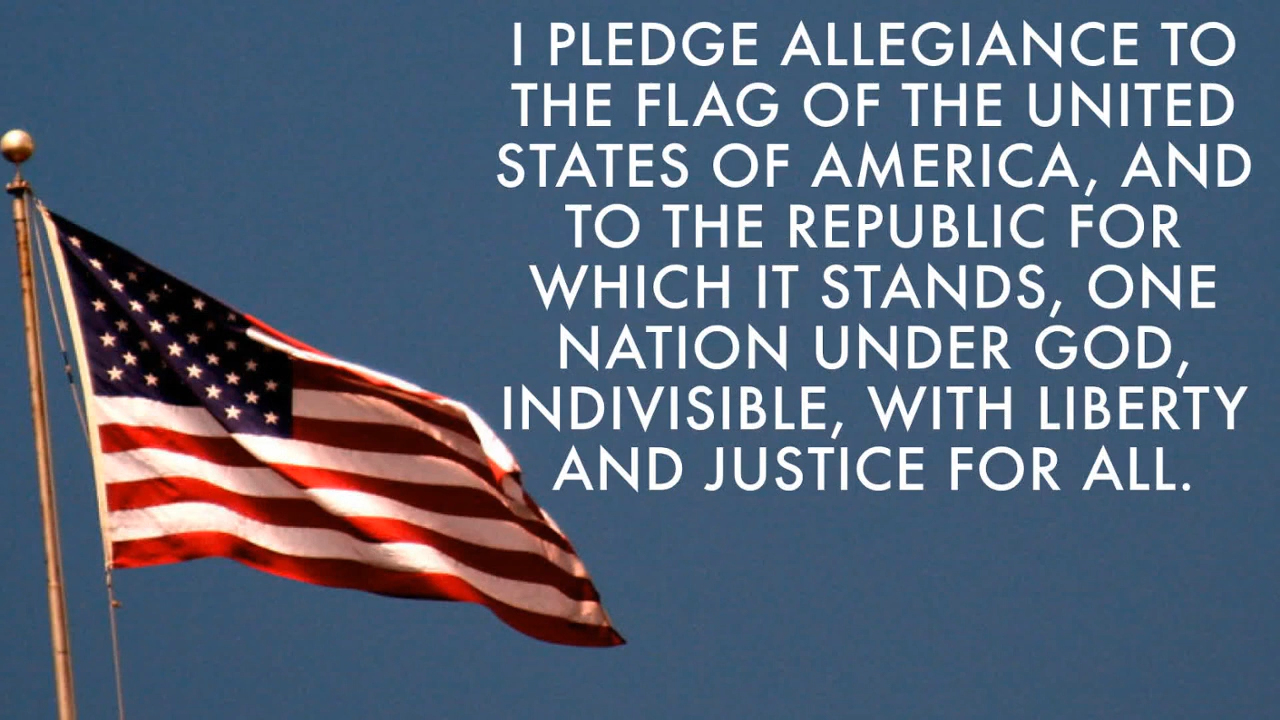 I PLEDGE ALLEGIANCE TO
THE FLAG OF THE UNITED
STATES OF AMERICA, AND
TO THE REPUBLIC FOR
WHICH IT STANDS, ONE
NATION UNDER GOD,
INDIVISIBLE, WITH LIBERTY
AND JUSTICE FOR ALL.